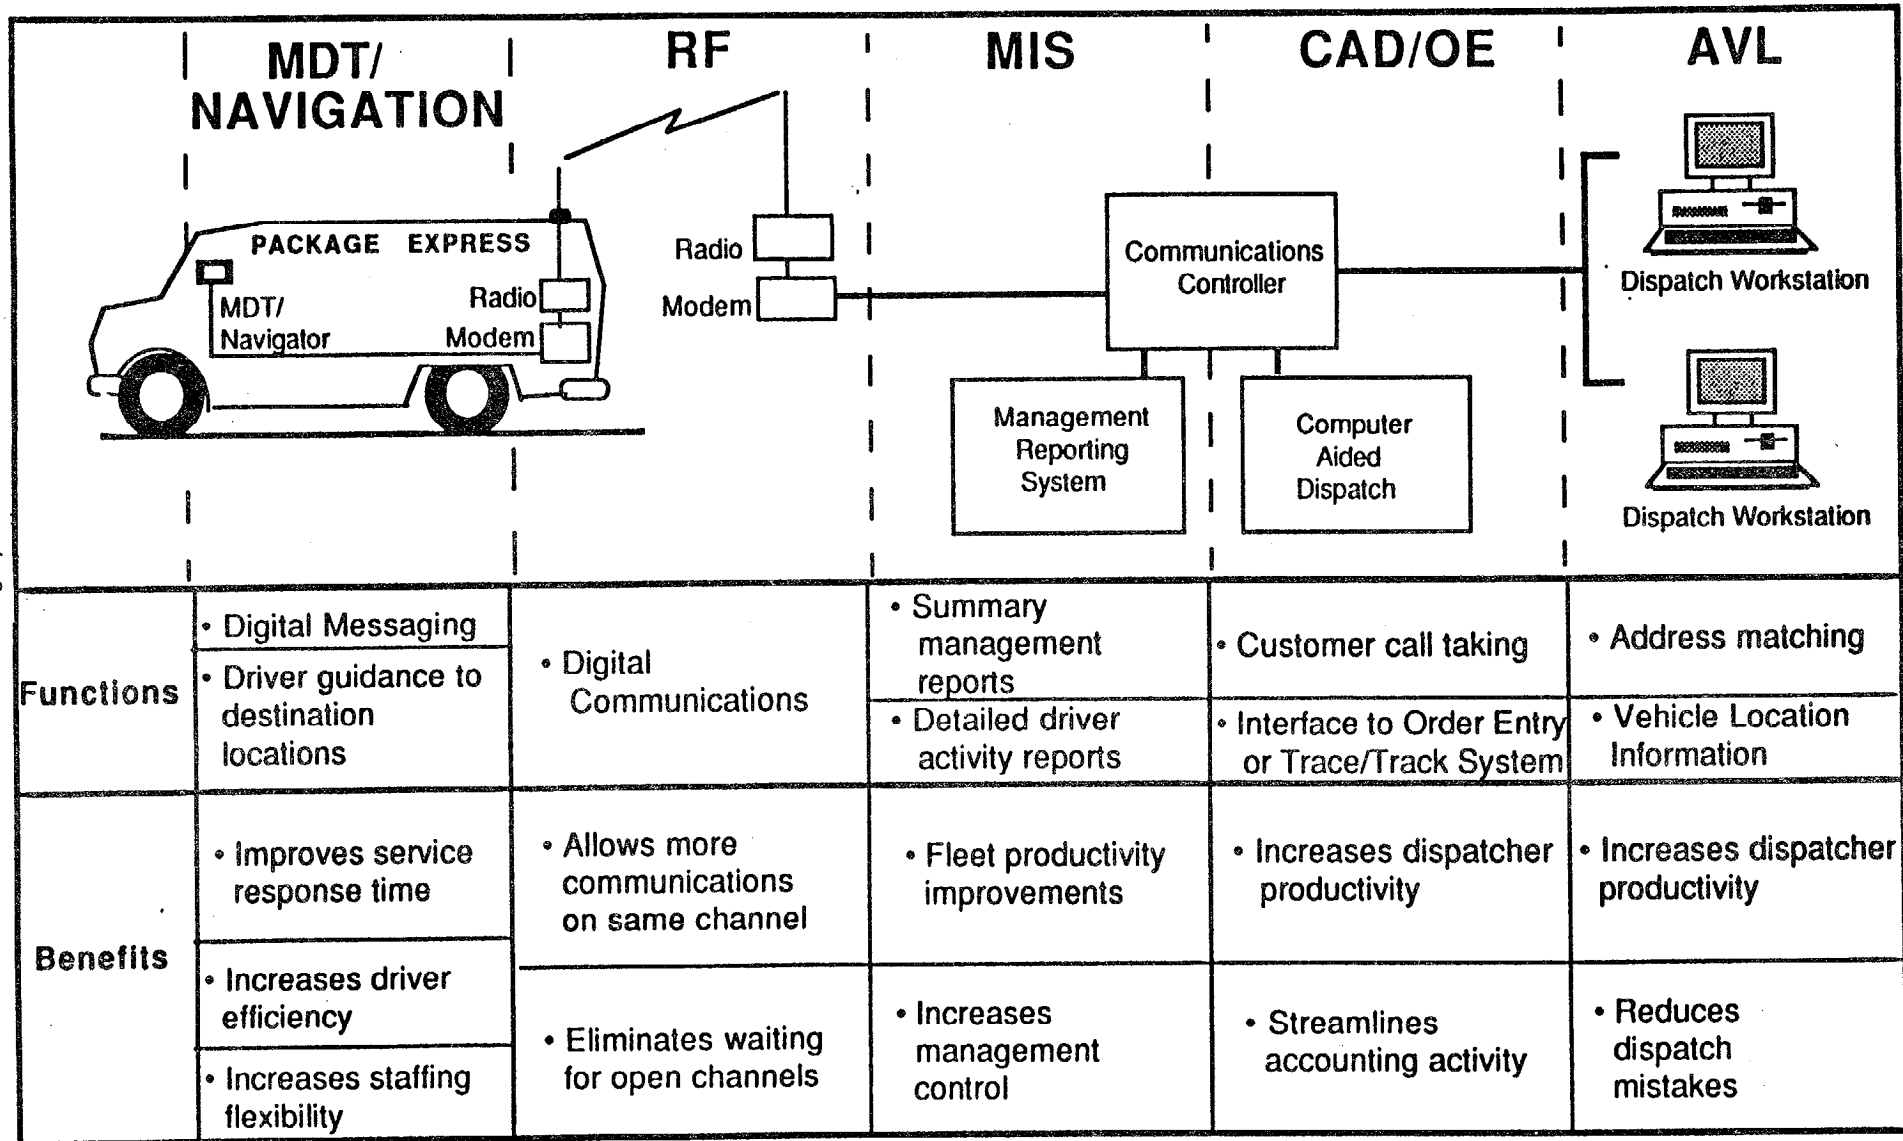 MDT/
NAVIGATION
RF
MIS
CAD/OE
AVL
PACKAGE EXPRESS
MDT/
Navigator
Radio
Modem
Radio
Modem
Communications
Controller
Management
Reporting
System
Computer
Aided
Dispatch
Dispatch Workstation
Dispatch Workstation
Functions
• Digital Messaging
• Driver guidance to
destination
locations
• Digital
Communications
• Summary
management
reports
• Detailed driver
activity reports
• Customer call taking
• Interface to Order Entry
or Trace/Track System
• Address matching
• Vehicle Location
Information
Benefits
• Improves service
response time
• Increases driver
efficiency
• Increases staffing
flexibility
• Allows more
communications
on same channel
• Eliminates waiting
for open channels
• Fleet productivity
improvements
• Increases
management
control
• Increases dispatcher
productivity
• Streamlines
accounting activity
• Increases dispatcher
productivity
• Reduces
dispatch
mistakes